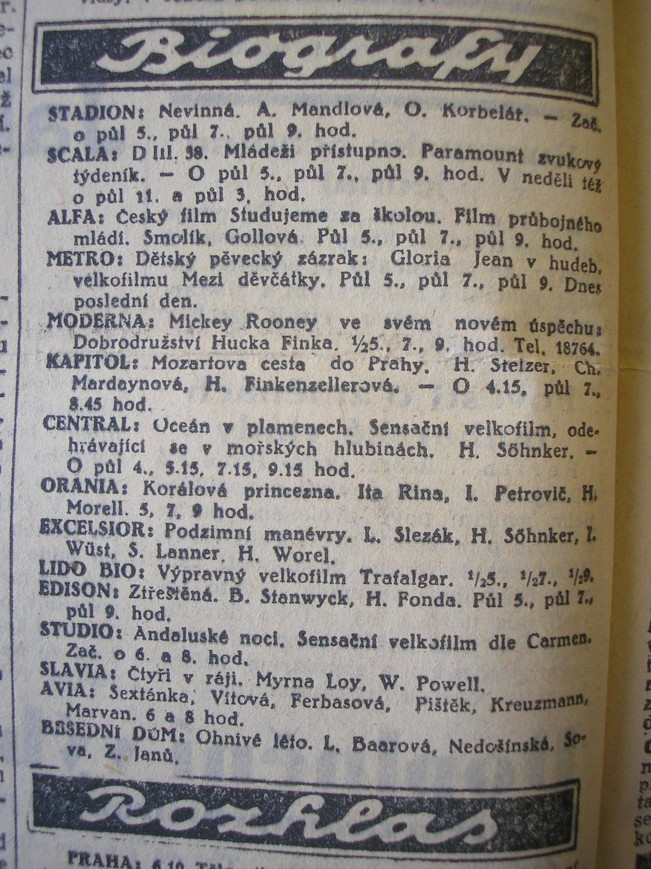 Biografy
STADION: Nevinná. A. Mandlová, O. Korbelář. — Zač.
o půl 5., půl 7., půl 9. hod.
SCALA: D III. 38. Mládeži přístupno. Paramount zvukový
týdeník. — O půl 5., půl 7., půl 9. hod. V neděli též
o půl 11. a půl 3. hod.
ALFA: Český film Studujeme za školou. Film průbojného
mládí. Smolík, Gollová. Půl 5., půl 7., půl 9. hod.
METRO: Dětský pěvecký zázrak: Gloria Jean v hudeb.
velkofilmu Mezi děvčátky. Půl 5., půl 7., půl 9. Dnes
poslední den.
MODERNA: Mickey Rooney ve svém novém úspěchu:
Dobrodružství Hucka Finka. ½5., 7., 9. hod. Tel. 18764.
KAPITOL: Mozartova cesta do Prahy. H. Stelzer, Ch.
Mardaynová, H. Finkenzellerová. — O 4.15, půl 7.,
8.45 hod.
CENTRAL: Oceán v plamenech. Sensační velkofilm, ode-
hrávající se v mořských hlubinách. H. Söhnker. —
O půl 4., 5.15, 7.15, 9.15 hod.
ORANIA: Korálová princezna. Ita Rina, I. Petrovič, H.
Morell. 5, 7, 9 hod.
EXCELSIOR: Podzimní manévry. L. Slezák, H. Söhnker, I.
Wüst, S. Lanner, H. Worel.
LIDO BIO: Výpravný velkofilm Trafalgar. ½5., ½7., ½9.
EDISON: Ztřeštěná. B. Stanwyck, H. Fonda. Půl 5., půl 7.,
půl 9. hod.
STUDIO: Andaluské noci. Sensační velkofilm dle Carmen.
Zač. o 6. a 8. hod.
SLAVIA: Čtyři v ráji. Myrna Loy, W. Powell.
AVIA: Sextánka. Vítová, Ferbasová, Pištěk, Kreuzmann,
Marvan. 6 a 8 hod.
BESEDNÍ DŮM: Ohnivé léto. L. Baarová, Nedošínská, So-
va, Z. Janů.
Rozhlas
PRAHA: 6.10